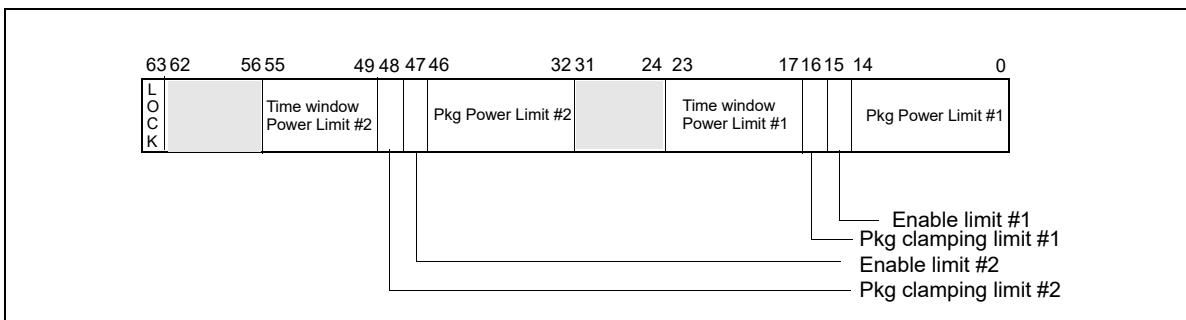 63 62 56 55 49 48 47 46 32 31 24 23 17 16 15 14 0
L
O
C
K
Time window
Power Limit #2
Pkg Power Limit #2
Time window
Power Limit #1
Pkg Power Limit #1
Enable limit #1
Pkg clamping limit #1
Enable limit #2
Pkg clamping limit #2